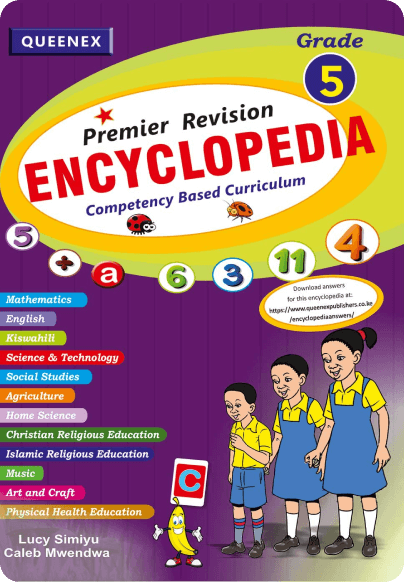 QUEENEX
Grade
5
Premier Revision
ENCYCLOPEDIA
Competency Based Curriculum
5
+
a
6
3
11
4
Download answers
for this encyclopedia at:
https://www.queenexpublishers.co.ke
/encyclopediaanswers/
Mathematics
English
Kiswahili
Science & Technology
Social Studies
Agriculture
Home Science
Christian Religious Education
Islamic Religious Education
Music
Art and Craft
Physical Health Education
C
Lucy Simiyu
Caleb Mwendwa